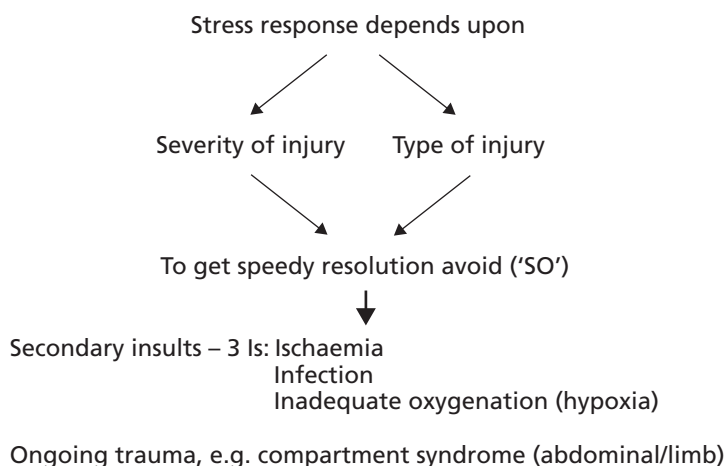 Stress response depends upon
Severity of injury Type of injury
To get speedy resolution avoid (‘SO’)
Secondary insults – 3 Is: Ischaemia
Infection
Inadequate oxygenation (hypoxia)
Ongoing trauma, e.g. compartment syndrome (abdominal/limb)